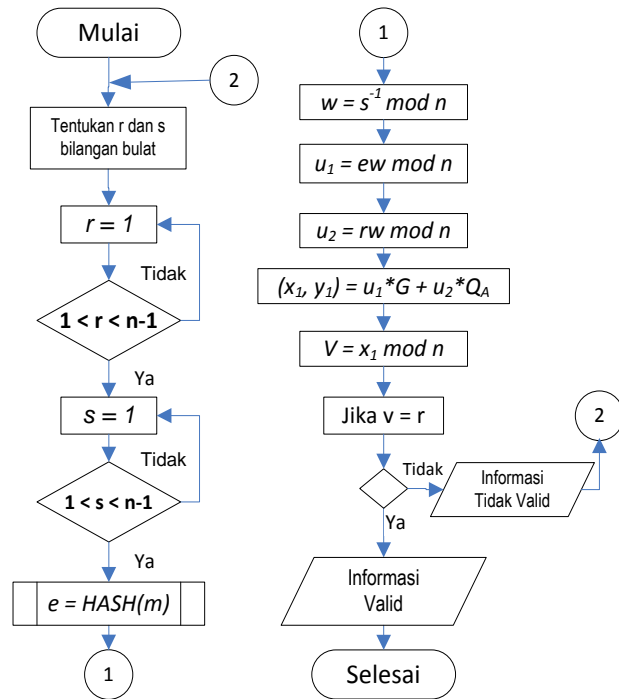 Mulai
2
Tentukan r dan s
bilangan bulat
r = 1
Tidak
1 < r < n-1
Ya
s = 1
Tidak
1 < s < n-1
Ya
e = HASH(m)
1
1
w = s⁻¹ mod n
u₁ = ew mod n
u₂ = rw mod n
(x₁, y₁) = u₁*G + u₂*Q_A
V = x₁ mod n
Jika v = r
Tidak
Informasi
Tidak Valid
2
Ya
Informasi
Valid
Selesai